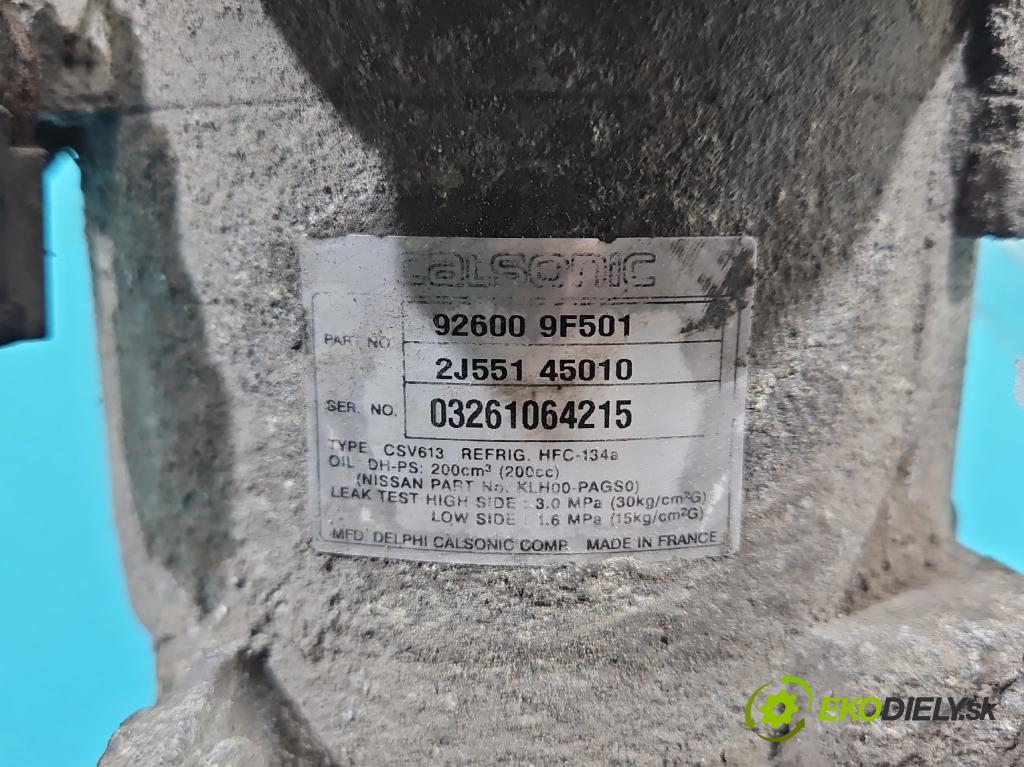 CALSONIC
PART NO. 92600 9F501
2J551 45010
SER. NO. 03261064215
TYPE CSV613 REFRIG. HFC-134a
OIL DH-PS: 200cm³ (200cc)
(NISSAN PART No. KLH00-PAGS0)
LEAK TEST HIGH SIDE : 3.0 MPa (30kg/cm²G)
LOW SIDE : 1.6 MPa (15kg/cm²G)
MFD. DELPHI CALSONIC COMP. MADE IN FRANCE
EKODIELY.sk